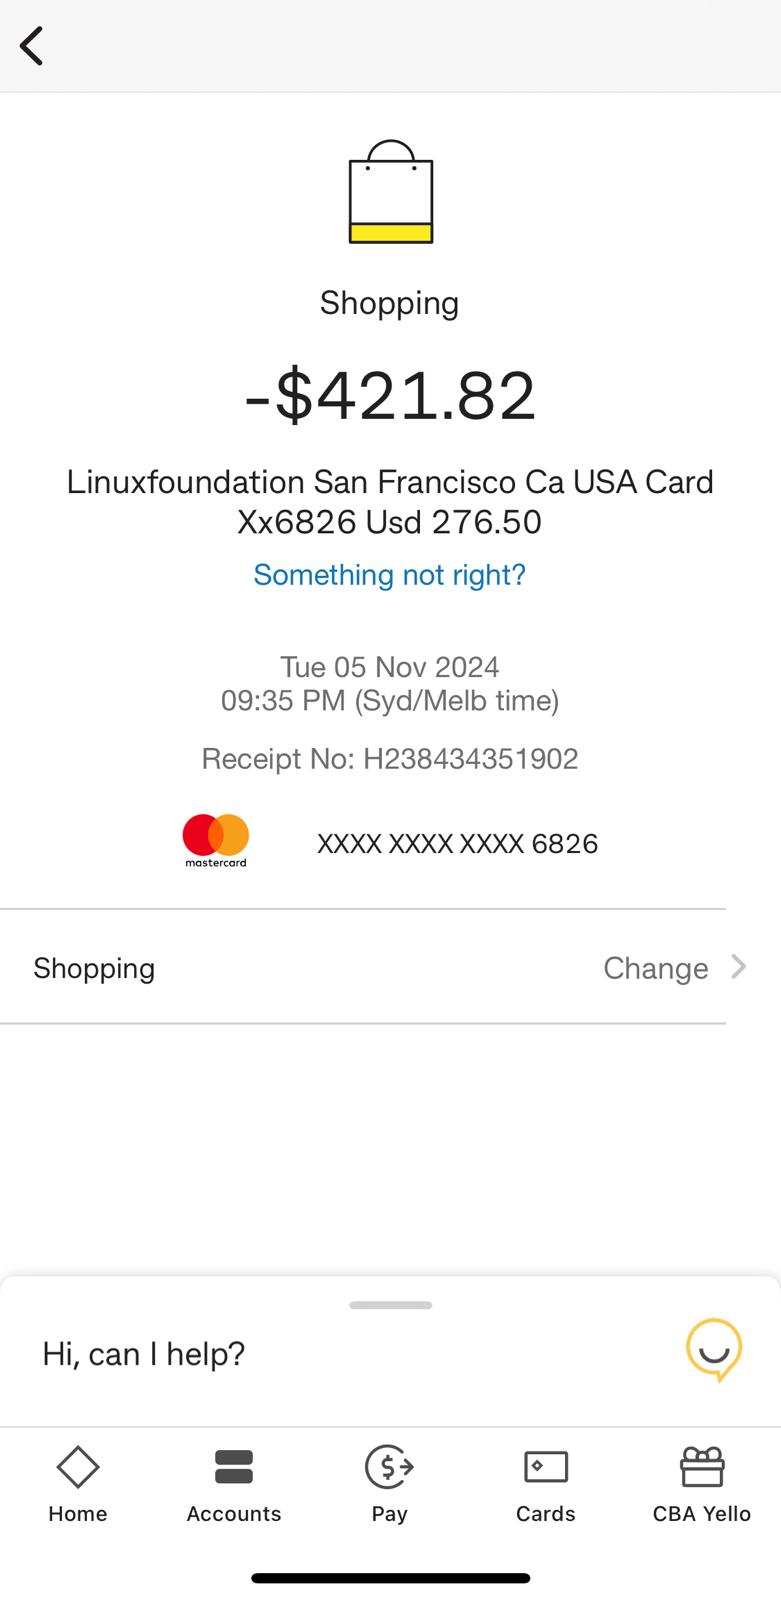 Shopping
-$421.82
Linuxfoundation San Francisco Ca USA Card
Xx6826 Usd 276.50
Something not right?
Tue 05 Nov 2024
09:35 PM (Syd/Melb time)
Receipt No: H238434351902
mastercard XXXX XXXX XXXX 6826
Shopping Change
Hi, can I help?
Home Accounts Pay Cards CBA Yello